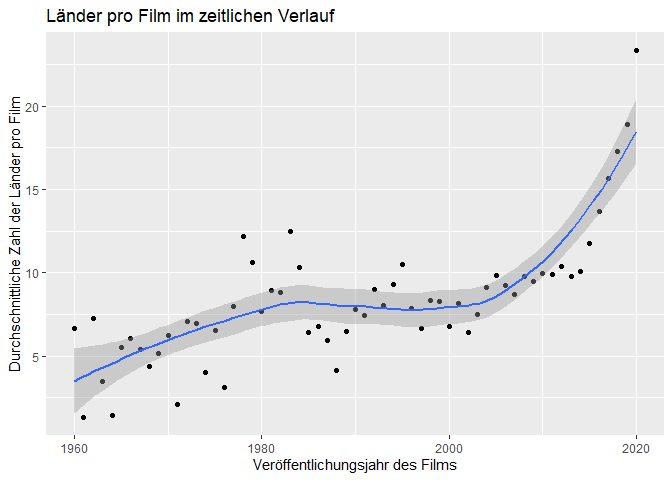 Länder pro Film im zeitlichen Verlauf
Durchschnittliche Zahl der Länder pro Film
20
15
10
5
1960
1980
2000
2020
Veröffentlichungsjahr des Films